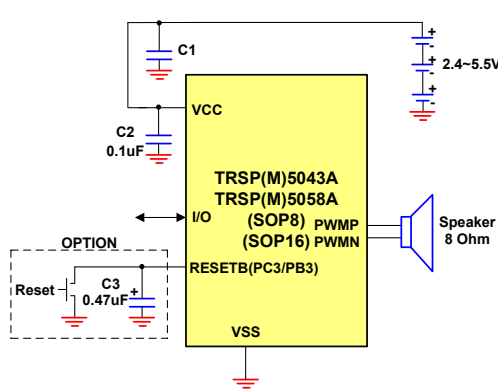 C1
+
-
+
-
+
-
2.4~5.5V
VCC
C2
0.1uF
TRSP(M)5043A
TRSP(M)5058A
(SOP8)
(SOP16)
PWMP
PWMN
Speaker
8 Ohm
I/O
OPTION
Reset
C3
+
0.47uF
RESETB(PC3/PB3)
VSS